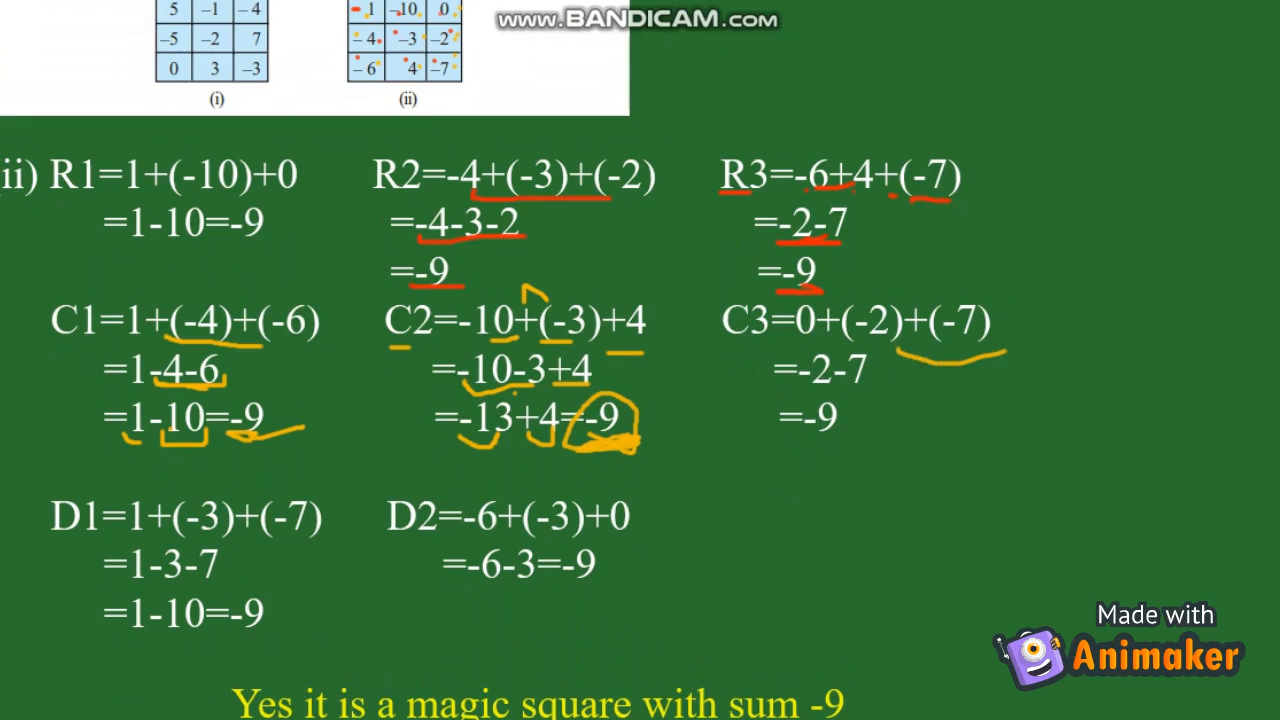 www.BANDICAM.com
5 –1 –4
–5 –2 7
0 3 –3
(i)
1 –10 0
–4 –3 –2
–6 4 –7
(ii)
ii) R1=1+(-10)+0
=1-10=-9
R2=-4+(-3)+(-2)
=-4-3-2
=-9
R3=-6+4+(-7)
=-2-7
=-9
C1=1+(-4)+(-6)
=1-4-6
=1-10=-9
C2=-10+(-3)+4
=-10-3+4
=-13+4=-9
C3=0+(-2)+(-7)
=-2-7
=-9
D1=1+(-3)+(-7)
=1-3-7
=1-10=-9
D2=-6+(-3)+0
=-6-3=-9
Yes it is a magic square with sum -9
Made with
Animaker